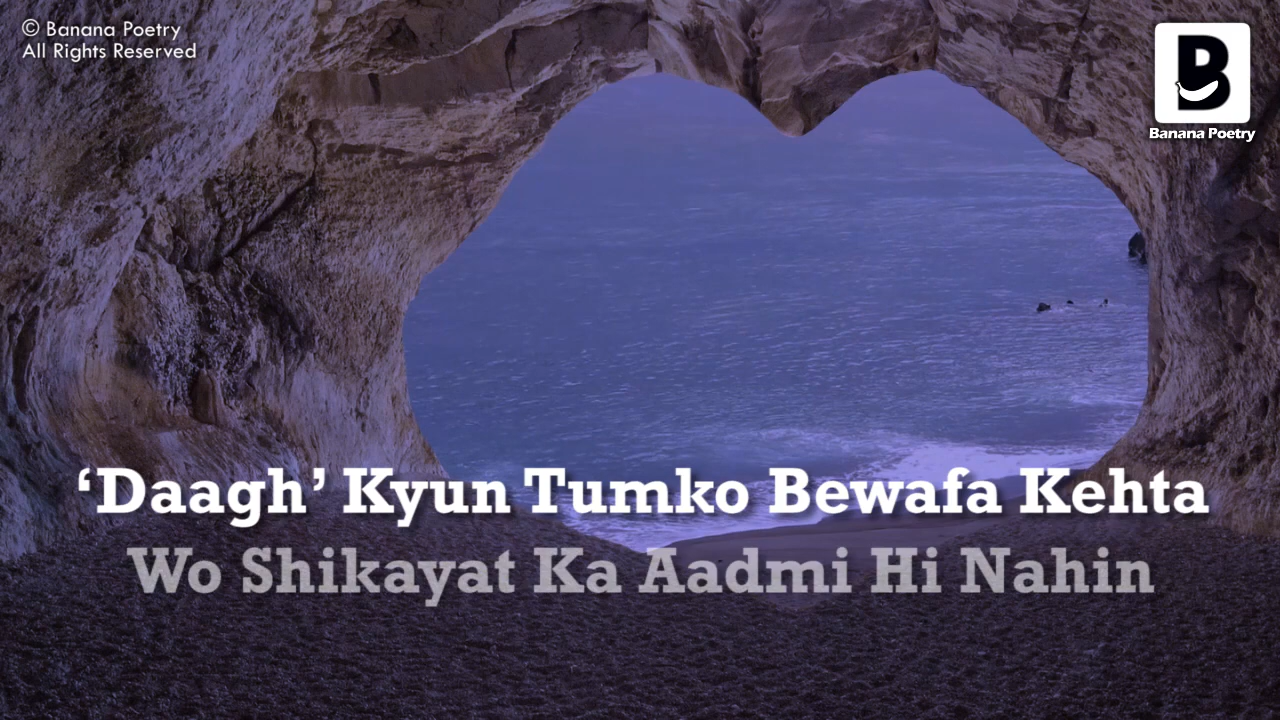 © Banana Poetry
All Rights Reserved
B
Banana Poetry
‘Daagh’ Kyun Tumko Bewafa Kehta
Wo Shikayat Ka Aadmi Hi Nahin